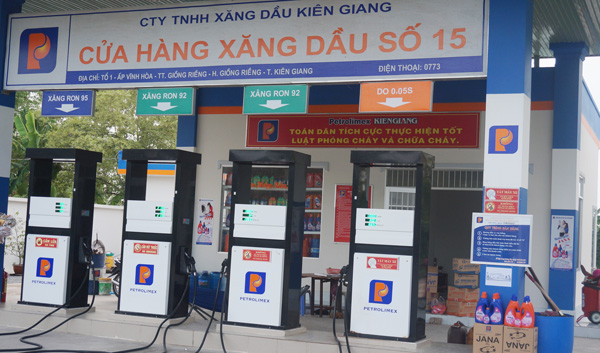 CTY TNHH XĂNG DẦU KIÊN GIANG
CỬA HÀNG XĂNG DẦU SỐ 15
ĐỊA CHỈ: TỔ 1 - ẤP VĨNH HÒA - TT. GIỒNG RIỀNG - H. GIỒNG RIỀNG - T. KIÊN GIANG
ĐIỆN THOẠI: 0773
XĂNG RON 95
XĂNG RON 92
XĂNG RON 92
DO 0.05S
Petrolimex KIENGIANG
TOÀN DÂN TÍCH CỰC THỰC HIỆN TỐT
LUẬT PHÒNG CHÁY VÀ CHỮA CHÁY.
PETROLIMEX
PETROLIMEX
PETROLIMEX
PETROLIMEX
JANA
JANA